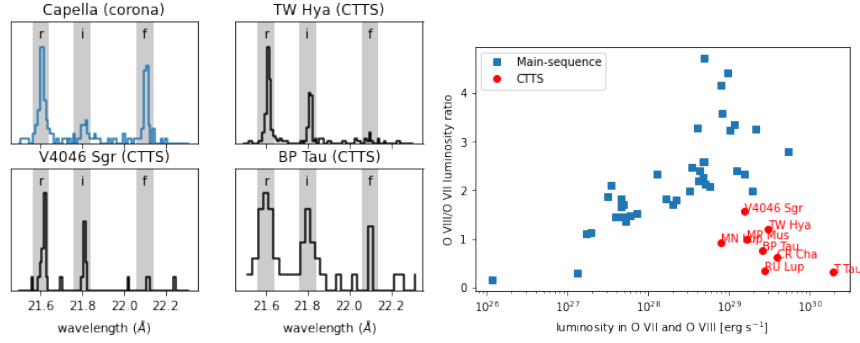 Capella (corona)
r i f
TW Hya (CTTS)
r i f
V4046 Sgr (CTTS)
r i f
21.6 21.8 22.0 22.2
wavelength (Å)
BP Tau (CTTS)
r i f
21.6 21.8 22.0 22.2
wavelength (Å)
O VIII/O VII luminosity ratio
4
3
2
1
0
Main-sequence
CTTS
V4046 Sgr
TW Hya
MN Lup
MP Mus
BP Tau
CR Cha
RU Lup
T Tau
10²⁶ 10²⁷ 10²⁸ 10²⁹ 10³⁰
luminosity in O VII and O VIII [erg s⁻¹]